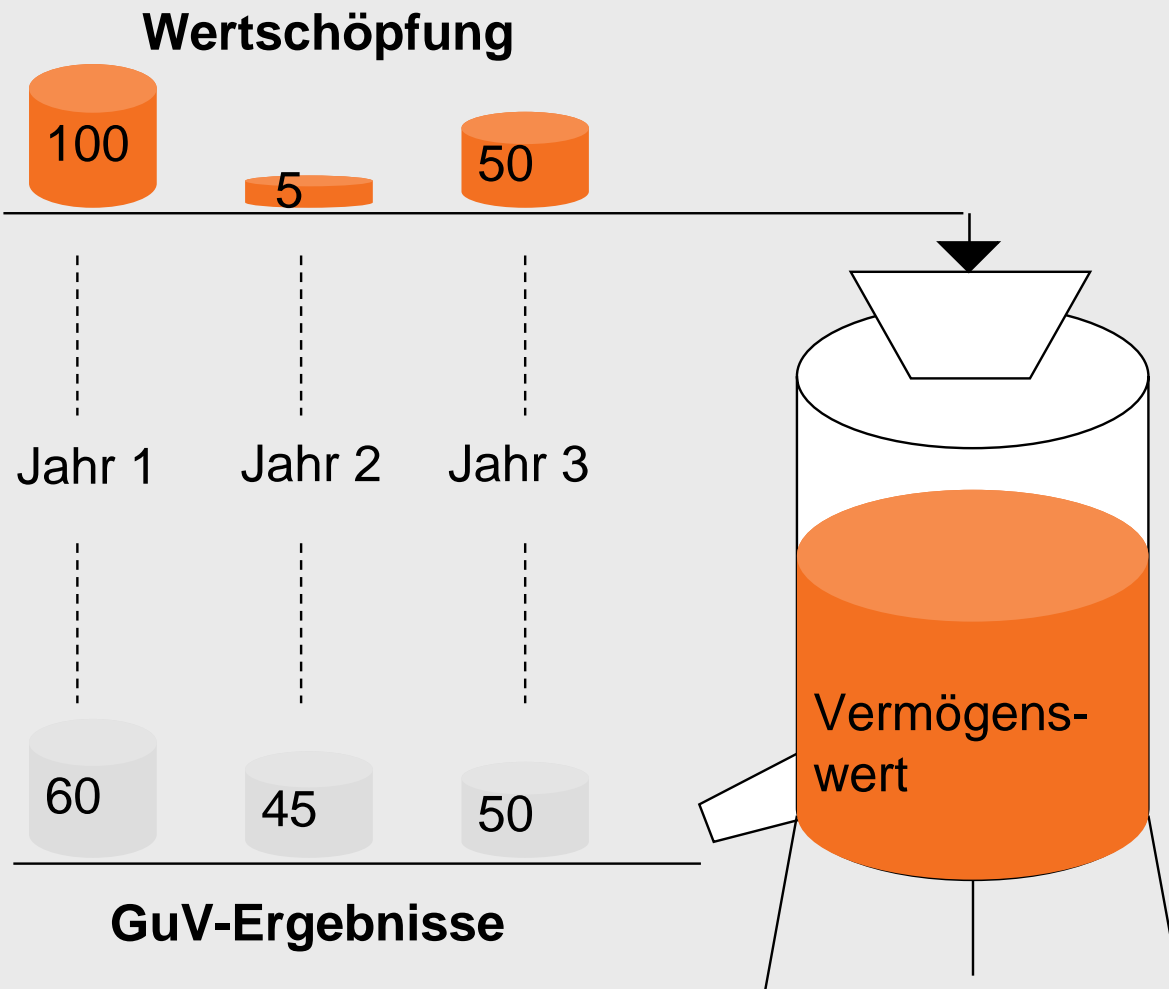 Wertschöpfung
100
5
50
Jahr 1
Jahr 2
Jahr 3
60
45
50
GuV-Ergebnisse
Vermögens-
wert